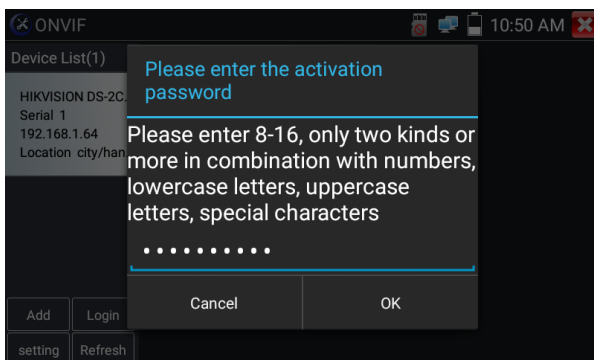 ONVIF
10:50 AM
Device List(1)
HIKVISION DS-2C
Serial 1
192.168.1.64
Location city/han
Please enter the activation
password
Please enter 8-16, only two kinds or
more in combination with numbers,
lowercase letters, uppercase
letters, special characters
Cancel
OK
Add
Login
setting
Refresh